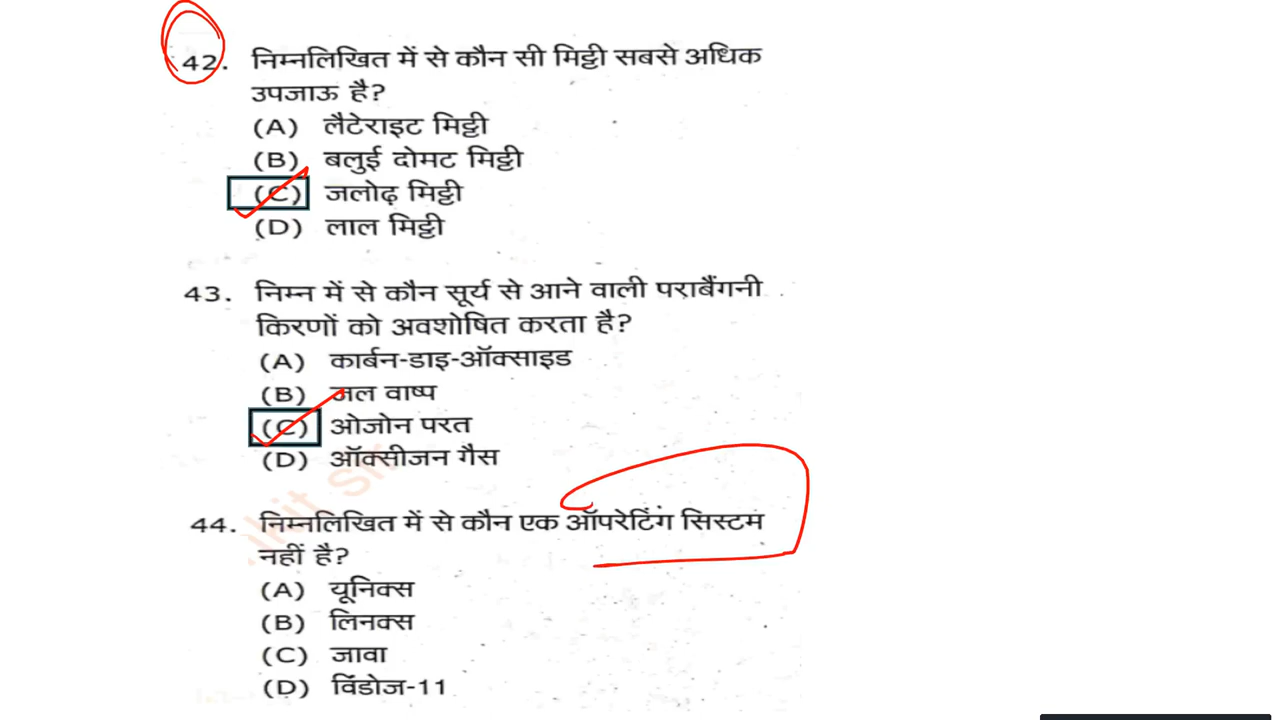 42. निम्नलिखित में से कौन सी मिट्टी सबसे अधिक
उपजाऊ है?
(A) लैटेराइट मिट्टी
(B) बलुई दोमट मिट्टी
(C) जलोढ़ मिट्टी
(D) लाल मिट्टी
43. निम्न में से कौन सूर्य से आने वाली पराबैंगनी
किरणों को अवशोषित करता है?
(A) कार्बन-डाइ-ऑक्साइड
(B) जल वाष्प
(C) ओजोन परत
(D) ऑक्सीजन गैस
44. निम्नलिखित में से कौन एक ऑपरेटिंग सिस्टम
नहीं है?
(A) यूनिक्स
(B) लिनक्स
(C) जावा
(D) विंडोज-11